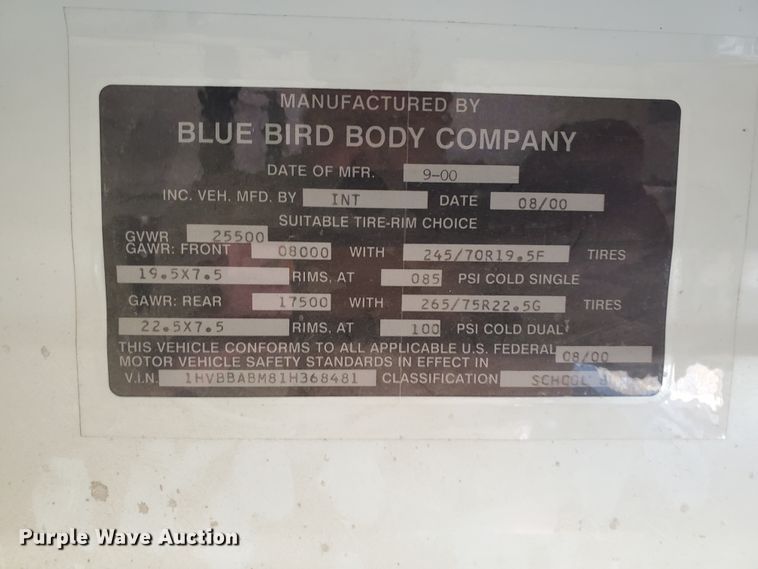 MANUFACTURED BY
BLUE BIRD BODY COMPANY
DATE OF MFR. 9-00
INC. VEH. MFD. BY INT DATE 08/00
SUITABLE TIRE-RIM CHOICE
GVWR 25500
GAWR: FRONT 08000 WITH 245/70R19.5F TIRES
19.5X7.5 RIMS, AT 085 PSI COLD SINGLE
GAWR: REAR 17500 WITH 265/75R22.5G TIRES
22.5X7.5 RIMS, AT 100 PSI COLD DUAL
THIS VEHICLE CONFORMS TO ALL APPLICABLE U.S. FEDERAL
MOTOR VEHICLE SAFETY STANDARDS IN EFFECT IN 08/00
V.I.N. 1HVBBABM81H368481 CLASSIFICATION SCHOOL
Purple Wave Auction